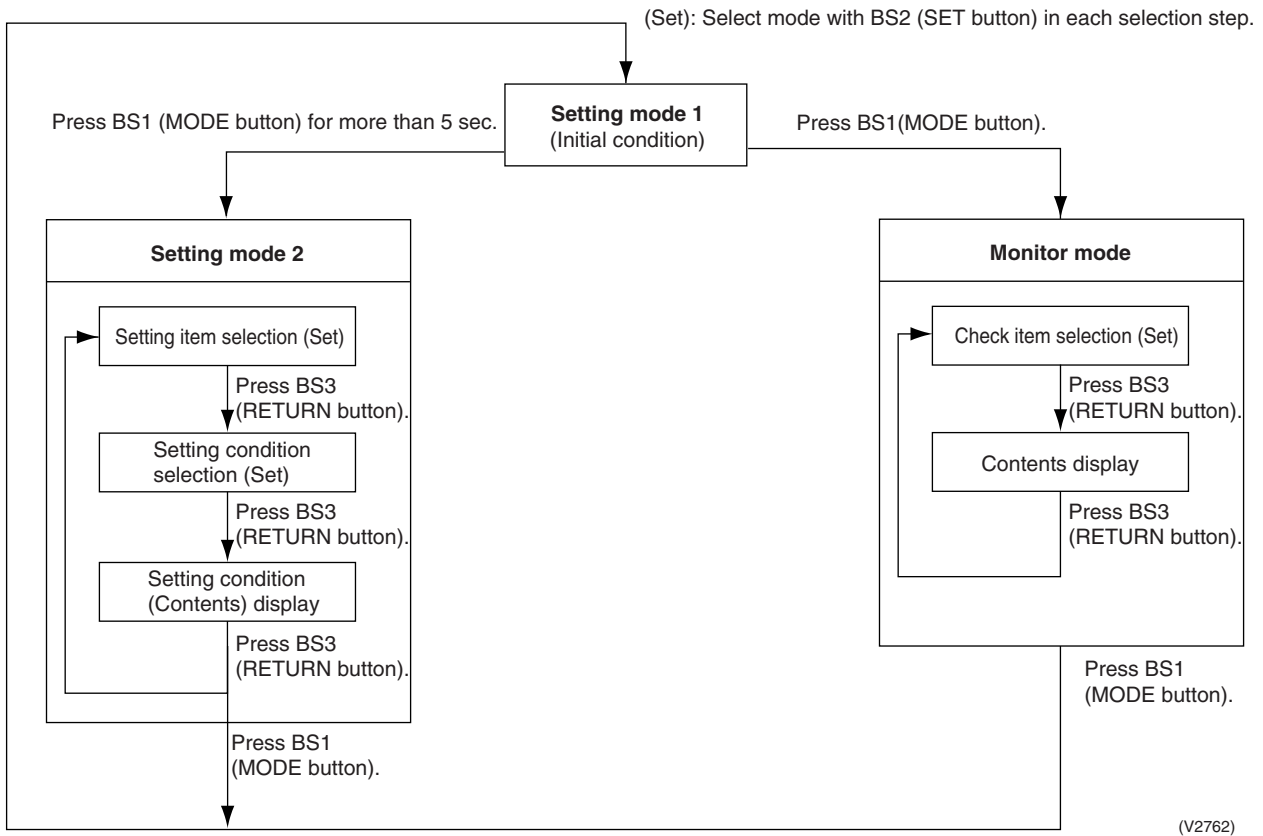 (Set): Select mode with BS2 (SET button) in each selection step.
Setting mode 1
(Initial condition)
Press BS1 (MODE button) for more than 5 sec.
Press BS1(MODE button).
Setting mode 2
Setting item selection (Set)
Press BS3
(RETURN button).
Setting condition
selection (Set)
Press BS3
(RETURN button).
Setting condition
(Contents) display
Press BS3
(RETURN button).
Press BS1
(MODE button).
Monitor mode
Check item selection (Set)
Press BS3
(RETURN button).
Contents display
Press BS3
(RETURN button).
Press BS1
(MODE button).
(V2762)